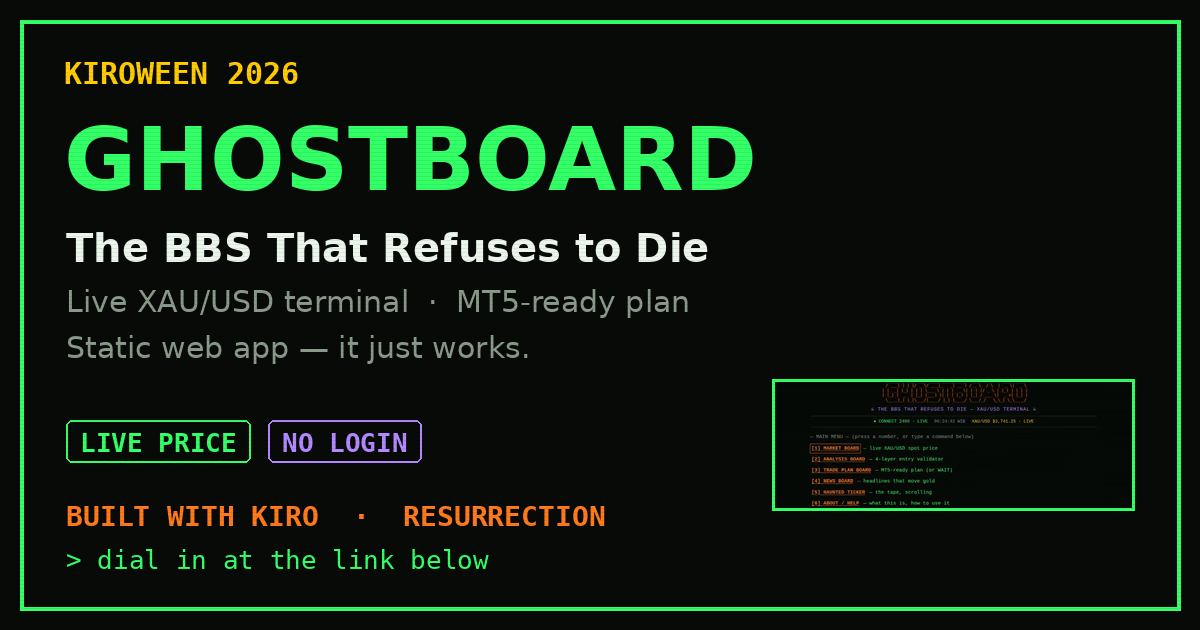 KIROWEEN 2026
GHOSTBOARD
The BBS That Refuses to Die
Live XAU/USD terminal · MT5-ready plan
Static web app — it just works.
LIVE PRICE NO LOGIN
BUILT WITH KIRO · RESURRECTION
> dial in at the link below
THE BBS THAT REFUSES TO DIE — XAU/USD TERMINAL
CONNECT 2400 · LIVE
— MAIN MENU — (press a number, or type a command below)
[1] MARKET BOARD — live XAU/USD spot price
[2] ANALYSIS BOARD — 4-layer entry validator
[3] TRADE PLAN BOARD — MT5-ready plan (or WAIT)
[4] NEWS BOARD — headlines that move gold
[5] HAUNTED TICKER — the tape, scrolling
[6] ABOUT / HELP — what this is, how to use it